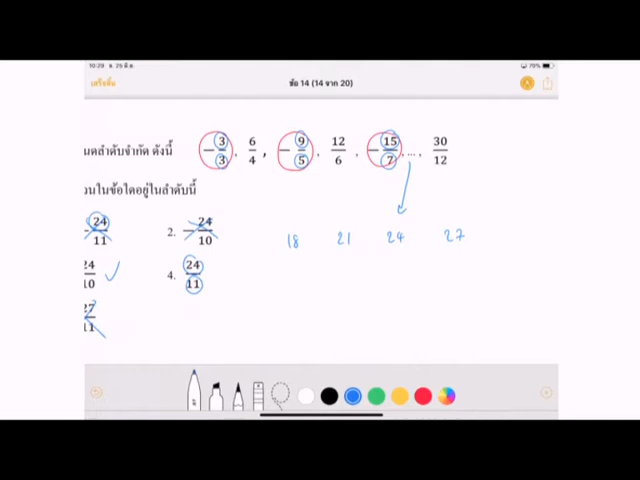 10:29 อ. 25 มี.ค. 79%
เสร็จสิ้น ข้อ 14 (14 จาก 20)
นดลำดับจำกัด ดังนี้ −3/3, 6/4, −9/5, 12/6, −15/7, ..., 30/12
วนในข้อใดอยู่ในลำดับนี้
−24/11 2. −24/10 18 21 24 27
24/10 ✓ 4. 24/11
27/11